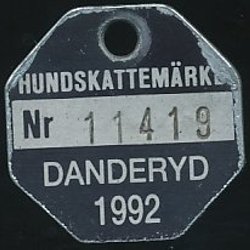 HUNDSKATTEMÄRKE
Nr 11419
DANDERYD
1992